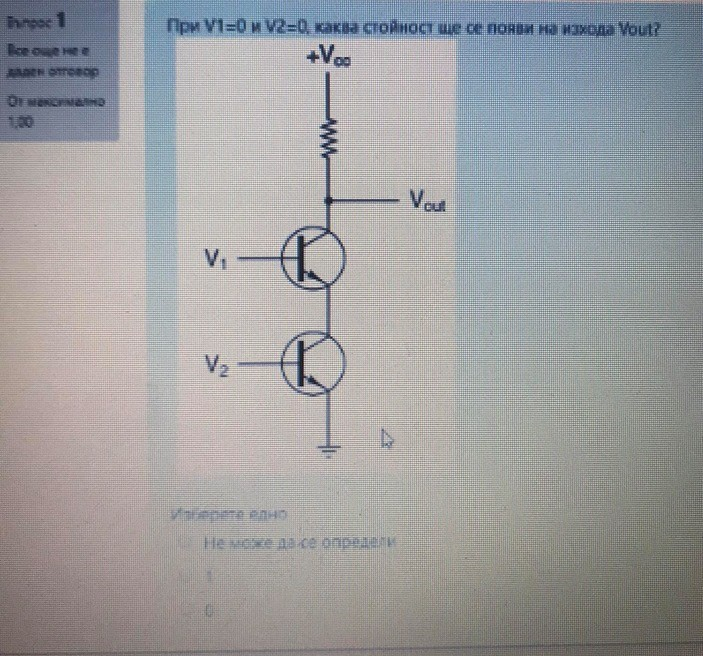 Въпрос 1
Все още не е
даден отговор
От максимално
1,00
При V1=0 и V2=0, каква стойност ще се появи на изхода Vout?
+Vcc
Vout
V1
V2
Изберете едно
Не може да се определи
1
0